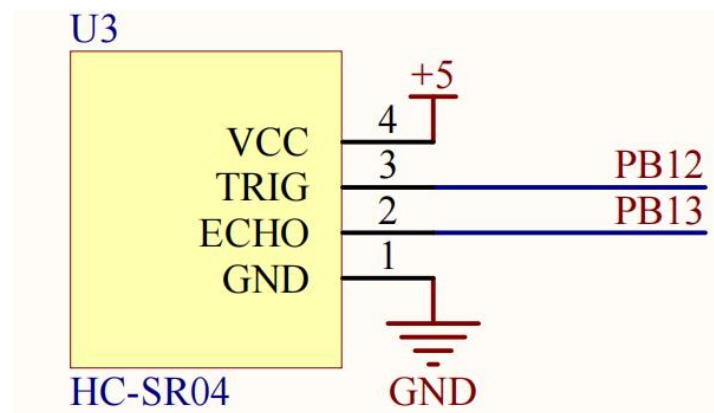 U3
+5
VCC 4
TRIG 3 PB12
ECHO 2 PB13
GND 1
HC-SR04 GND